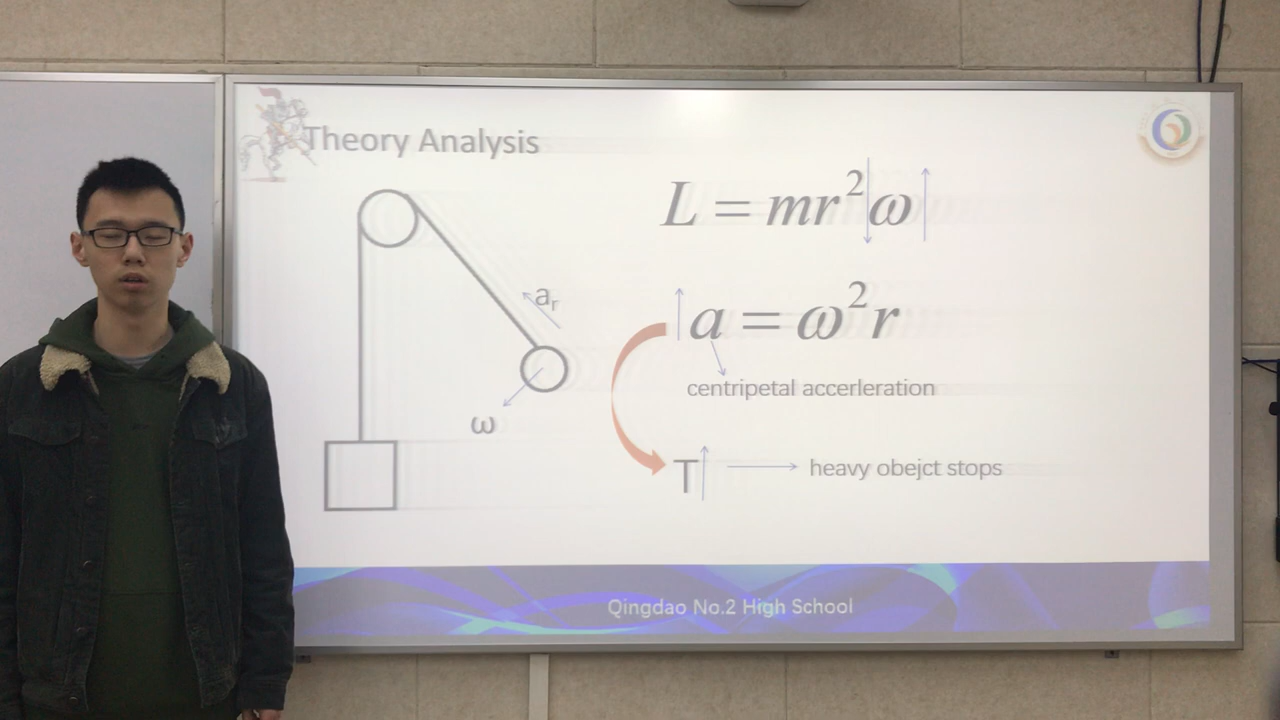 Theory Analysis
L = mr²ω
a = ω²r
a_r
centripetal accerleration
ω
T
heavy obejct stops
Qingdao No.2 High School